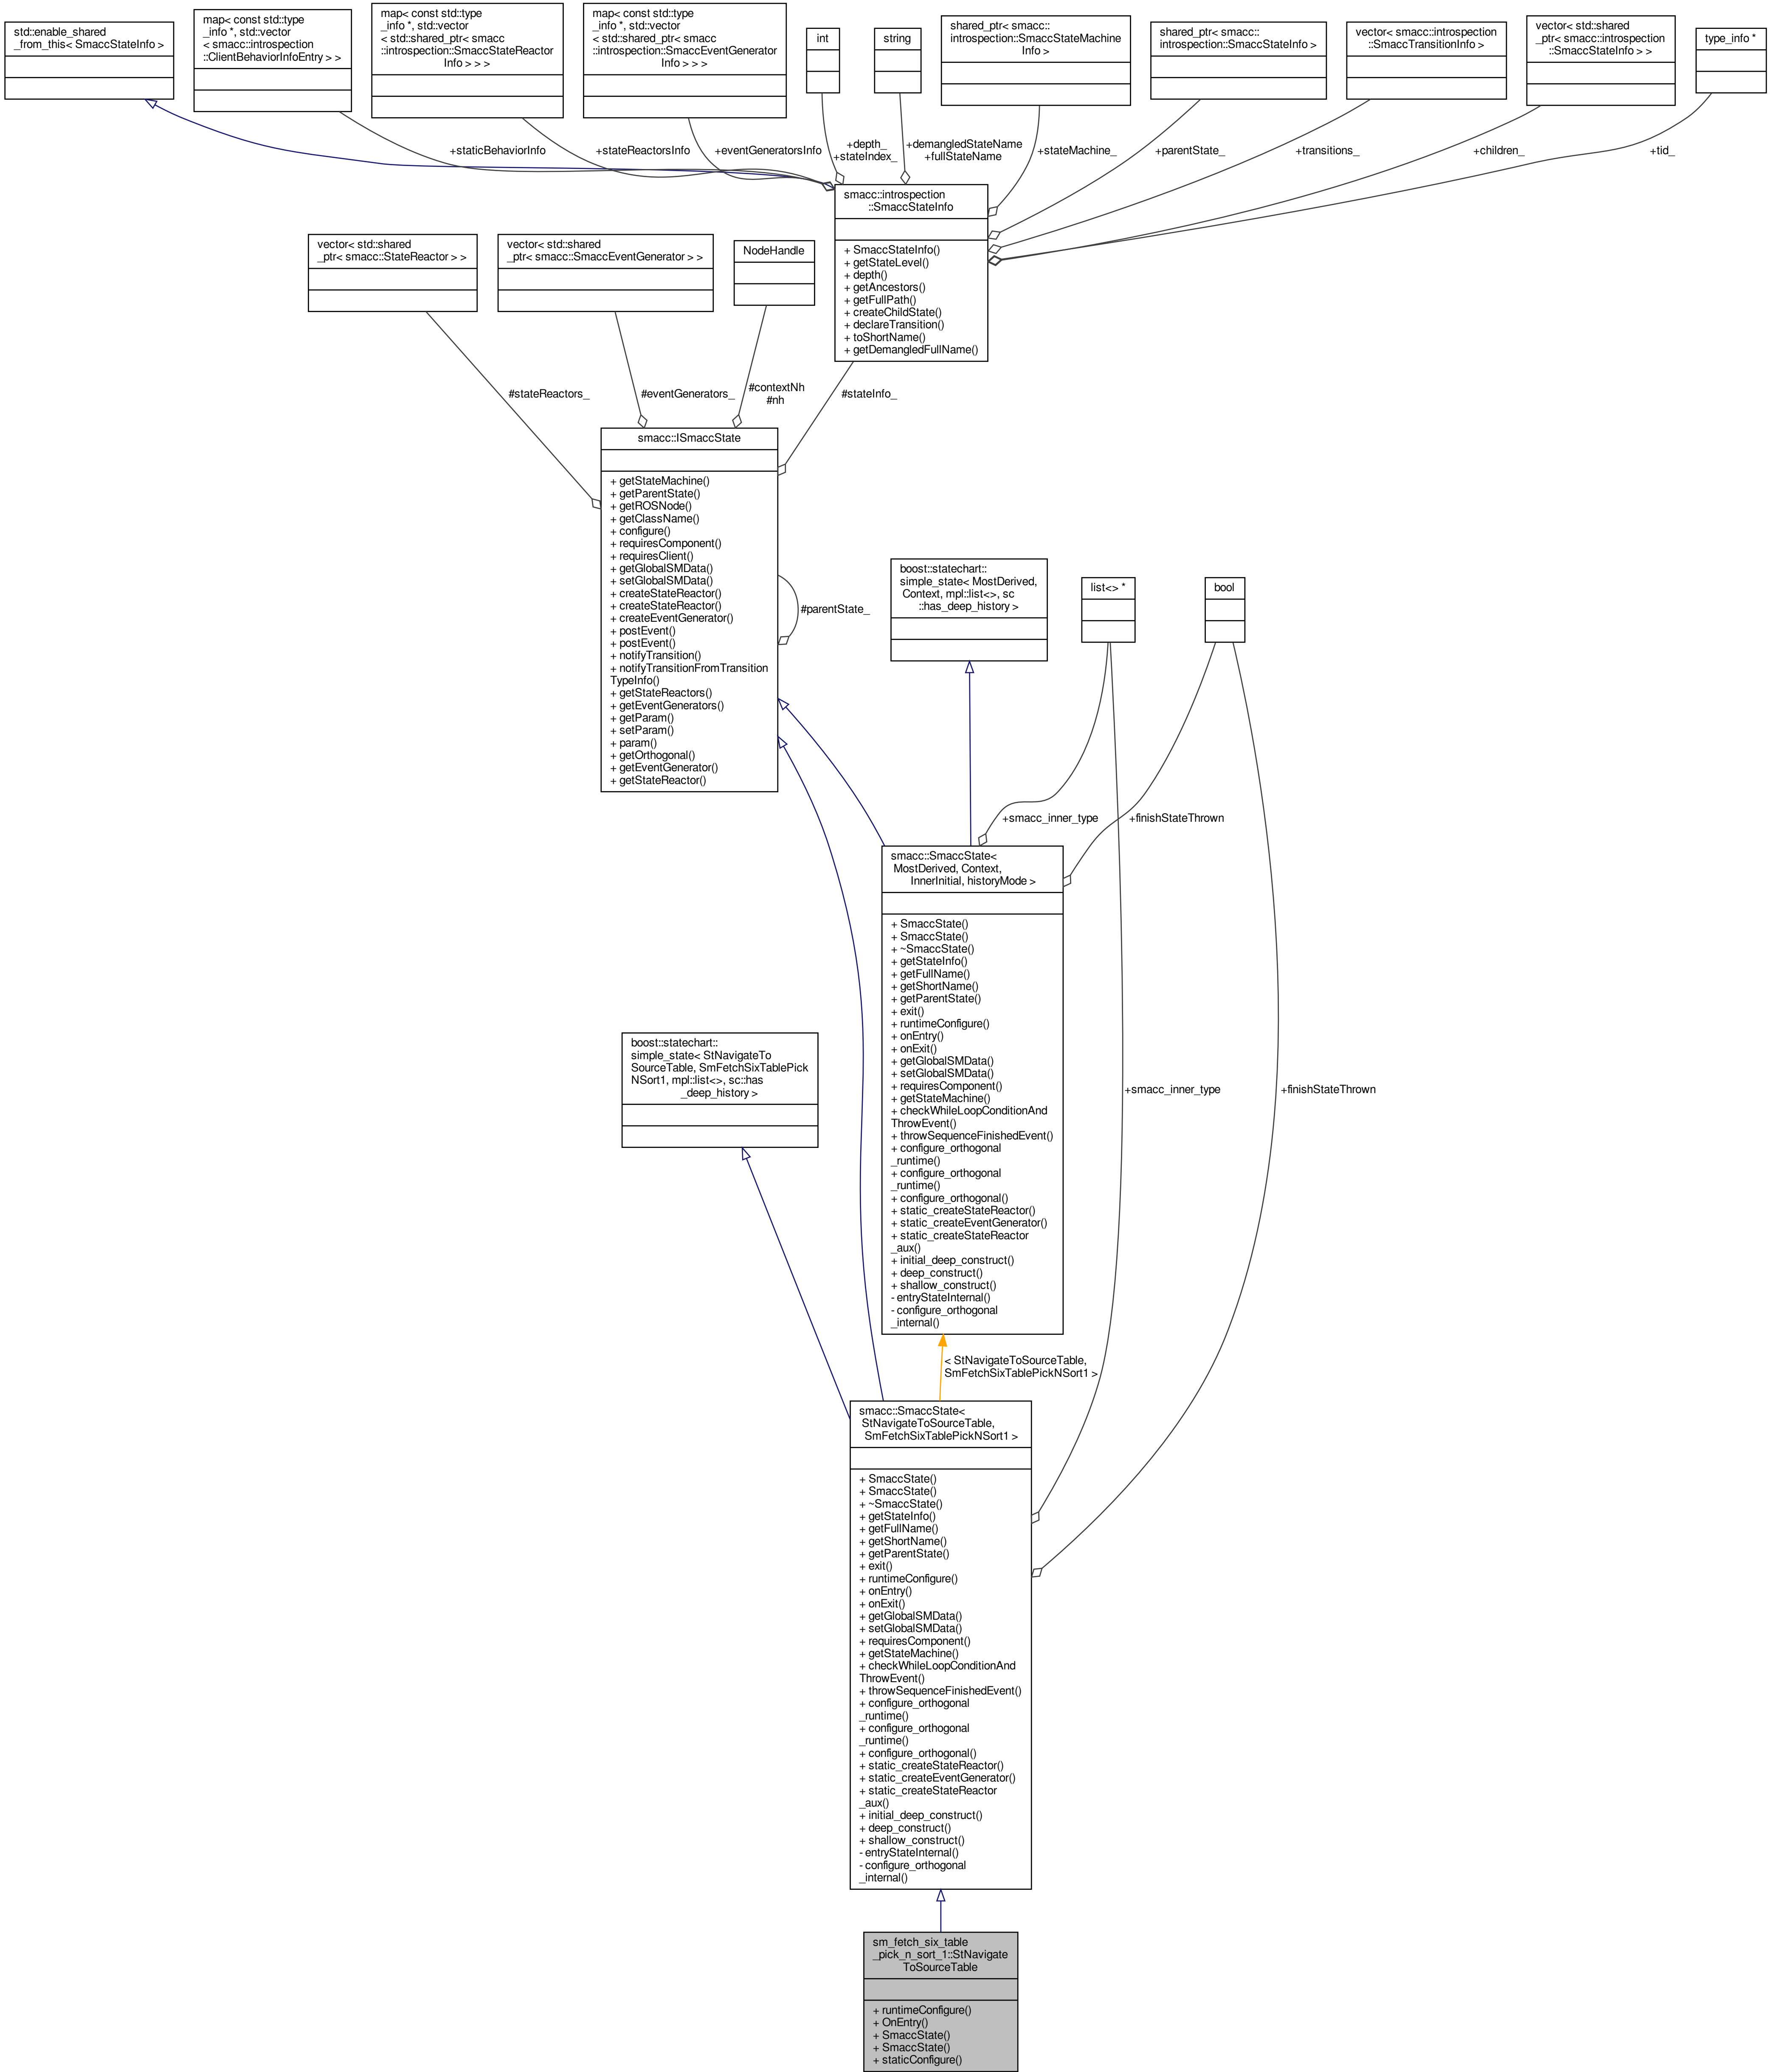 std::enable_shared
_from_this< SmaccStateInfo >
map< const std::type
_info *, std::vector
< smacc::introspection
::ClientBehaviorInfoEntry > >
map< const std::type
_info *, std::vector
< std::shared_ptr< smacc
::introspection::SmaccStateReactor
Info > > >
map< const std::type
_info *, std::vector
< std::shared_ptr< smacc
::introspection::SmaccEventGenerator
Info > > >
int
string
shared_ptr< smacc::
introspection::SmaccStateMachine
Info >
shared_ptr< smacc::
introspection::SmaccStateInfo >
vector< smacc::introspection
::SmaccTransitionInfo >
vector< std::shared
_ptr< smacc::introspection
::SmaccStateInfo > >
type_info *
+staticBehaviorInfo
+stateReactorsInfo
+eventGeneratorsInfo
+depth_
+stateIndex_
+demangledStateName
+fullStateName
+stateMachine_
+parentState_
+transitions_
+children_
+tid_
smacc::introspection
::SmaccStateInfo
+ SmaccStateInfo()
+ getStateLevel()
+ depth()
+ getAncestors()
+ getFullPath()
+ createChildState()
+ declareTransition()
+ toShortName()
+ getDemangledFullName()
vector< std::shared
_ptr< smacc::StateReactor > >
vector< std::shared
_ptr< smacc::SmaccEventGenerator > >
NodeHandle
#stateReactors_
#eventGenerators_
#contextNh
#nh
#stateInfo_
smacc::ISmaccState
+ getStateMachine()
+ getParentState()
+ getROSNode()
+ getClassName()
+ configure()
+ requiresComponent()
+ requiresClient()
+ getGlobalSMData()
+ setGlobalSMData()
+ createStateReactor()
+ createStateReactor()
+ createEventGenerator()
+ postEvent()
+ postEvent()
+ notifyTransition()
+ notifyTransitionFromTransition
TypeInfo()
+ getStateReactors()
+ getEventGenerators()
+ getParam()
+ setParam()
+ param()
+ getOrthogonal()
+ getEventGenerator()
+ getStateReactor()
#parentState_
boost::statechart::
simple_state< MostDerived,
Context, mpl::list<>, sc
::has_deep_history >
list<> *
bool
+smacc_inner_type
+finishStateThrown
smacc::SmaccState<
MostDerived, Context,
InnerInitial, historyMode >
+ SmaccState()
+ SmaccState()
+ ~SmaccState()
+ getStateInfo()
+ getFullName()
+ getShortName()
+ getParentState()
+ exit()
+ runtimeConfigure()
+ onEntry()
+ onExit()
+ getGlobalSMData()
+ setGlobalSMData()
+ requiresComponent()
+ getStateMachine()
+ checkWhileLoopConditionAnd
ThrowEvent()
+ throwSequenceFinishedEvent()
+ configure_orthogonal
_runtime()
+ configure_orthogonal
_runtime()
+ configure_orthogonal()
+ static_createStateReactor()
+ static_createEventGenerator()
+ static_createStateReactor
_aux()
+ initial_deep_construct()
+ deep_construct()
+ shallow_construct()
- entryStateInternal()
- configure_orthogonal
_internal()
boost::statechart::
simple_state< StNavigateTo
SourceTable, SmFetchSixTablePick
NSort1, mpl::list<>, sc::has
_deep_history >
+smacc_inner_type
+finishStateThrown
< StNavigateToSourceTable,
SmFetchSixTablePickNSort1 >
smacc::SmaccState<
StNavigateToSourceTable,
SmFetchSixTablePickNSort1 >
+ SmaccState()
+ SmaccState()
+ ~SmaccState()
+ getStateInfo()
+ getFullName()
+ getShortName()
+ getParentState()
+ exit()
+ runtimeConfigure()
+ onEntry()
+ onExit()
+ getGlobalSMData()
+ setGlobalSMData()
+ requiresComponent()
+ getStateMachine()
+ checkWhileLoopConditionAnd
ThrowEvent()
+ throwSequenceFinishedEvent()
+ configure_orthogonal
_runtime()
+ configure_orthogonal
_runtime()
+ configure_orthogonal()
+ static_createStateReactor()
+ static_createEventGenerator()
+ static_createStateReactor
_aux()
+ initial_deep_construct()
+ deep_construct()
+ shallow_construct()
- entryStateInternal()
- configure_orthogonal
_internal()
sm_fetch_six_table
_pick_n_sort_1::StNavigate
ToSourceTable
+ runtimeConfigure()
+ OnEntry()
+ SmaccState()
+ SmaccState()
+ staticConfigure()